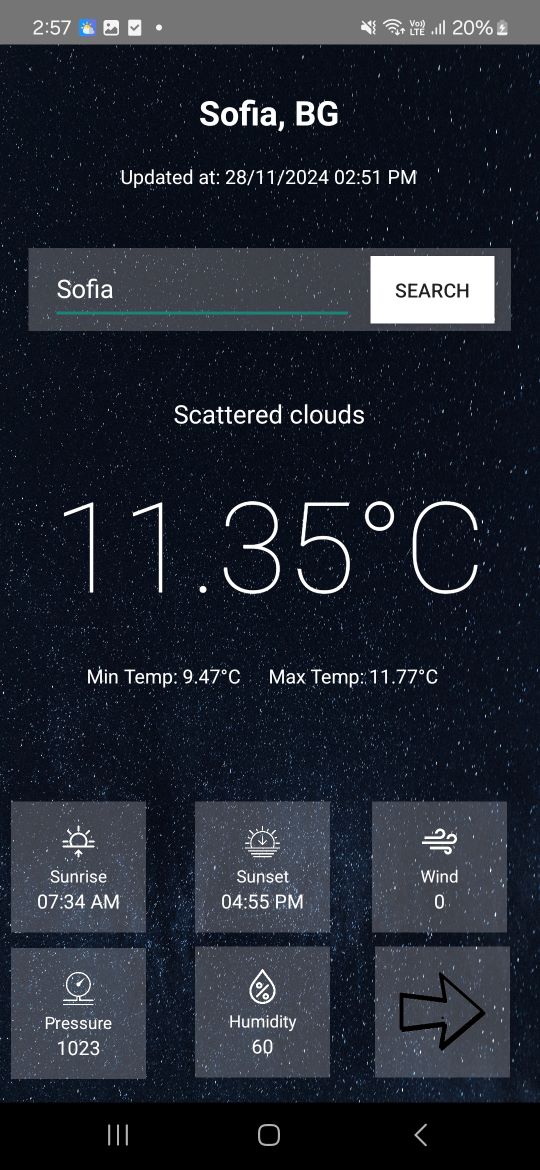 2:57 Vo)) LTE 20%
Sofia, BG
Updated at: 28/11/2024 02:51 PM
Sofia SEARCH
Scattered clouds
11.35°C
Min Temp: 9.47°C Max Temp: 11.77°C
Sunrise Sunset Wind
07:34 AM 04:55 PM 0
Pressure Humidity
1023 60